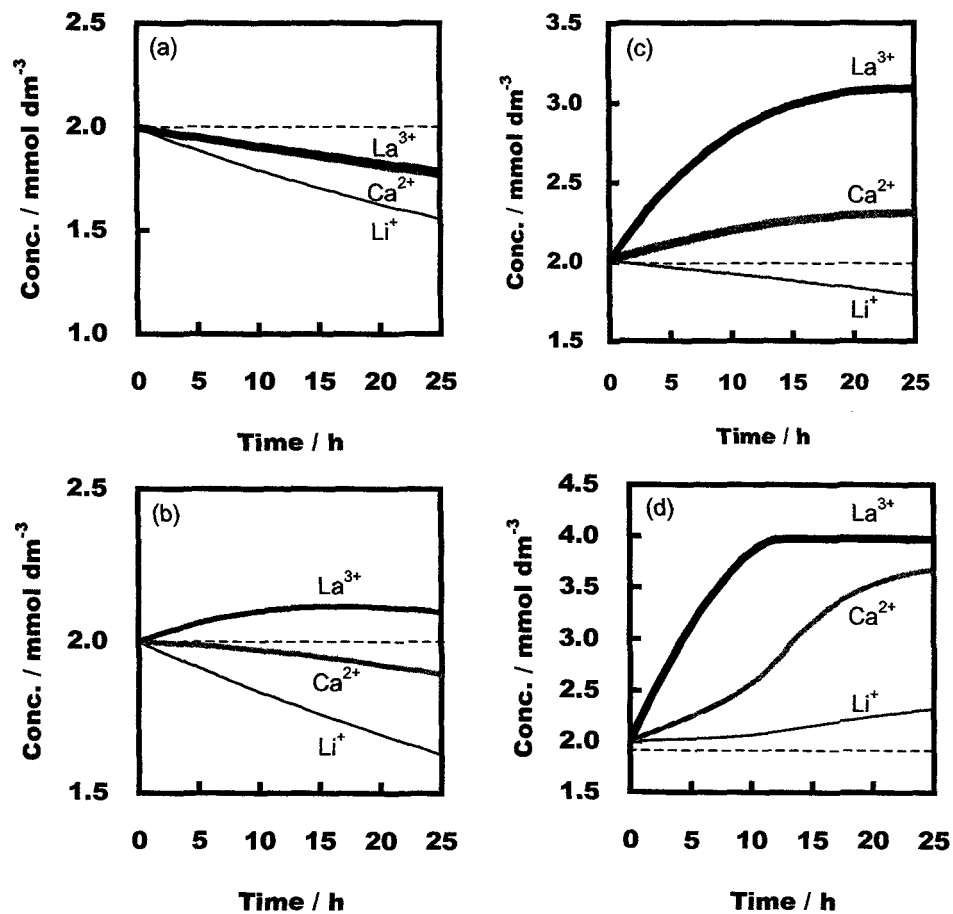 (a)
Conc. / mmol dm⁻³
2.5
2.0
1.5
1.0
La³⁺
Ca²⁺
Li⁺
0 5 10 15 20 25
Time / h
(c)
Conc. / mmol dm⁻³
3.5
3.0
2.5
2.0
1.5
La³⁺
Ca²⁺
Li⁺
0 5 10 15 20 25
Time / h
(b)
Conc. / mmol dm⁻³
2.5
2.0
1.5
La³⁺
Ca²⁺
Li⁺
0 5 10 15 20 25
Time / h
(d)
Conc. / mmol dm⁻³
4.5
4.0
3.5
3.0
2.5
2.0
1.5
La³⁺
Ca²⁺
Li⁺
0 5 10 15 20 25
Time / h